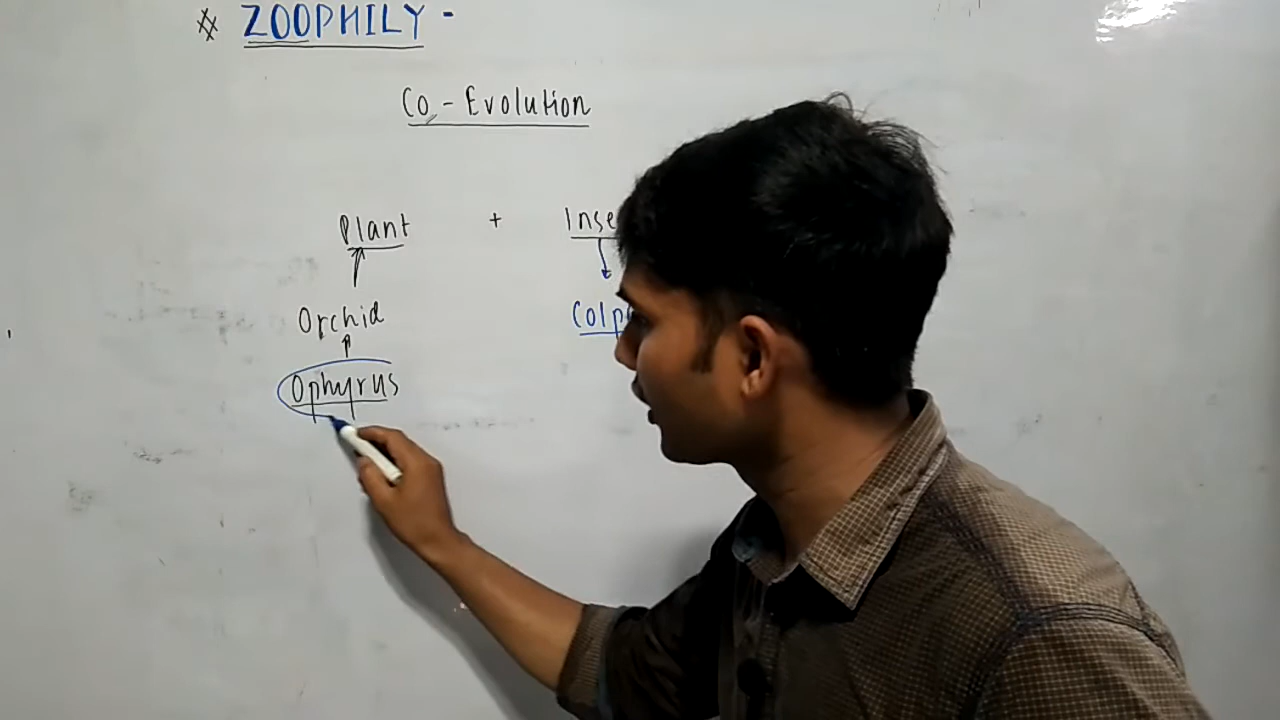 ※ ZOOPHILY -
Co - Evolution
Plant + Inse
Orchid Colp
Ophyrus